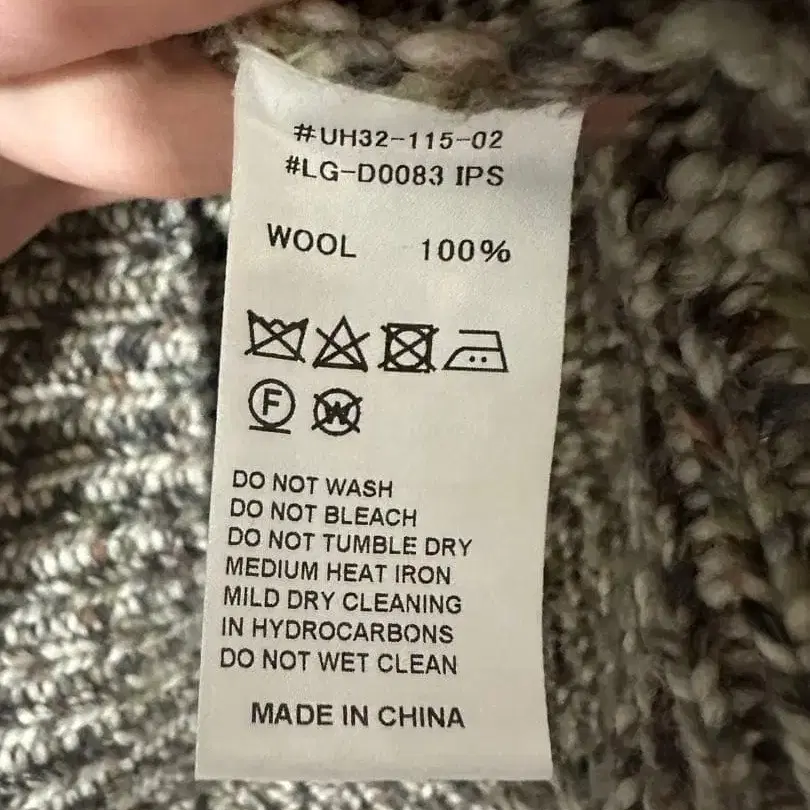 #UH32-115-02
#LG-D0083 IPS
WOOL 100%
F W
DO NOT WASH
DO NOT BLEACH
DO NOT TUMBLE DRY
MEDIUM HEAT IRON
MILD DRY CLEANING
IN HYDROCARBONS
DO NOT WET CLEAN
MADE IN CHINA